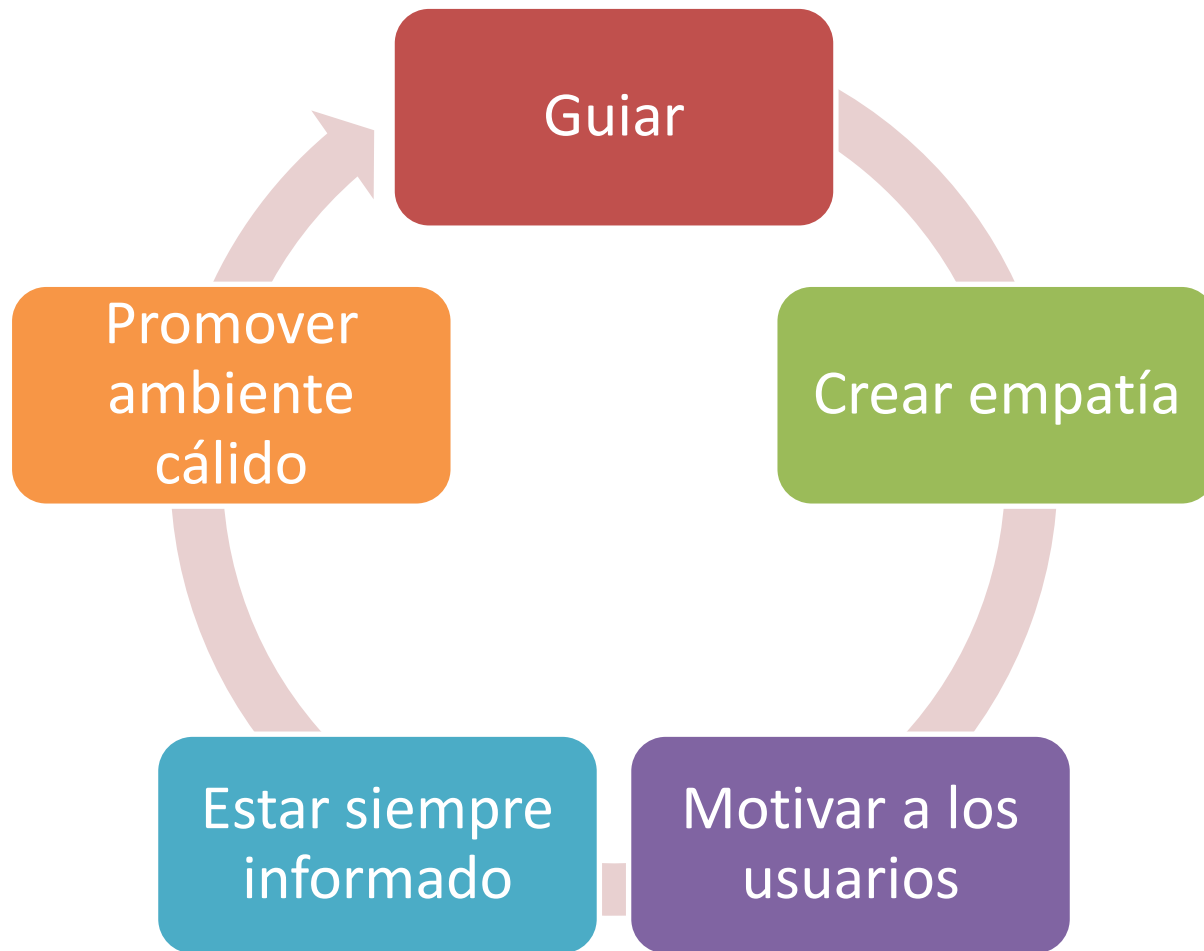 Guiar
Crear empatía
Motivar a los
usuarios
Estar siempre
informado
Promover
ambiente
cálido